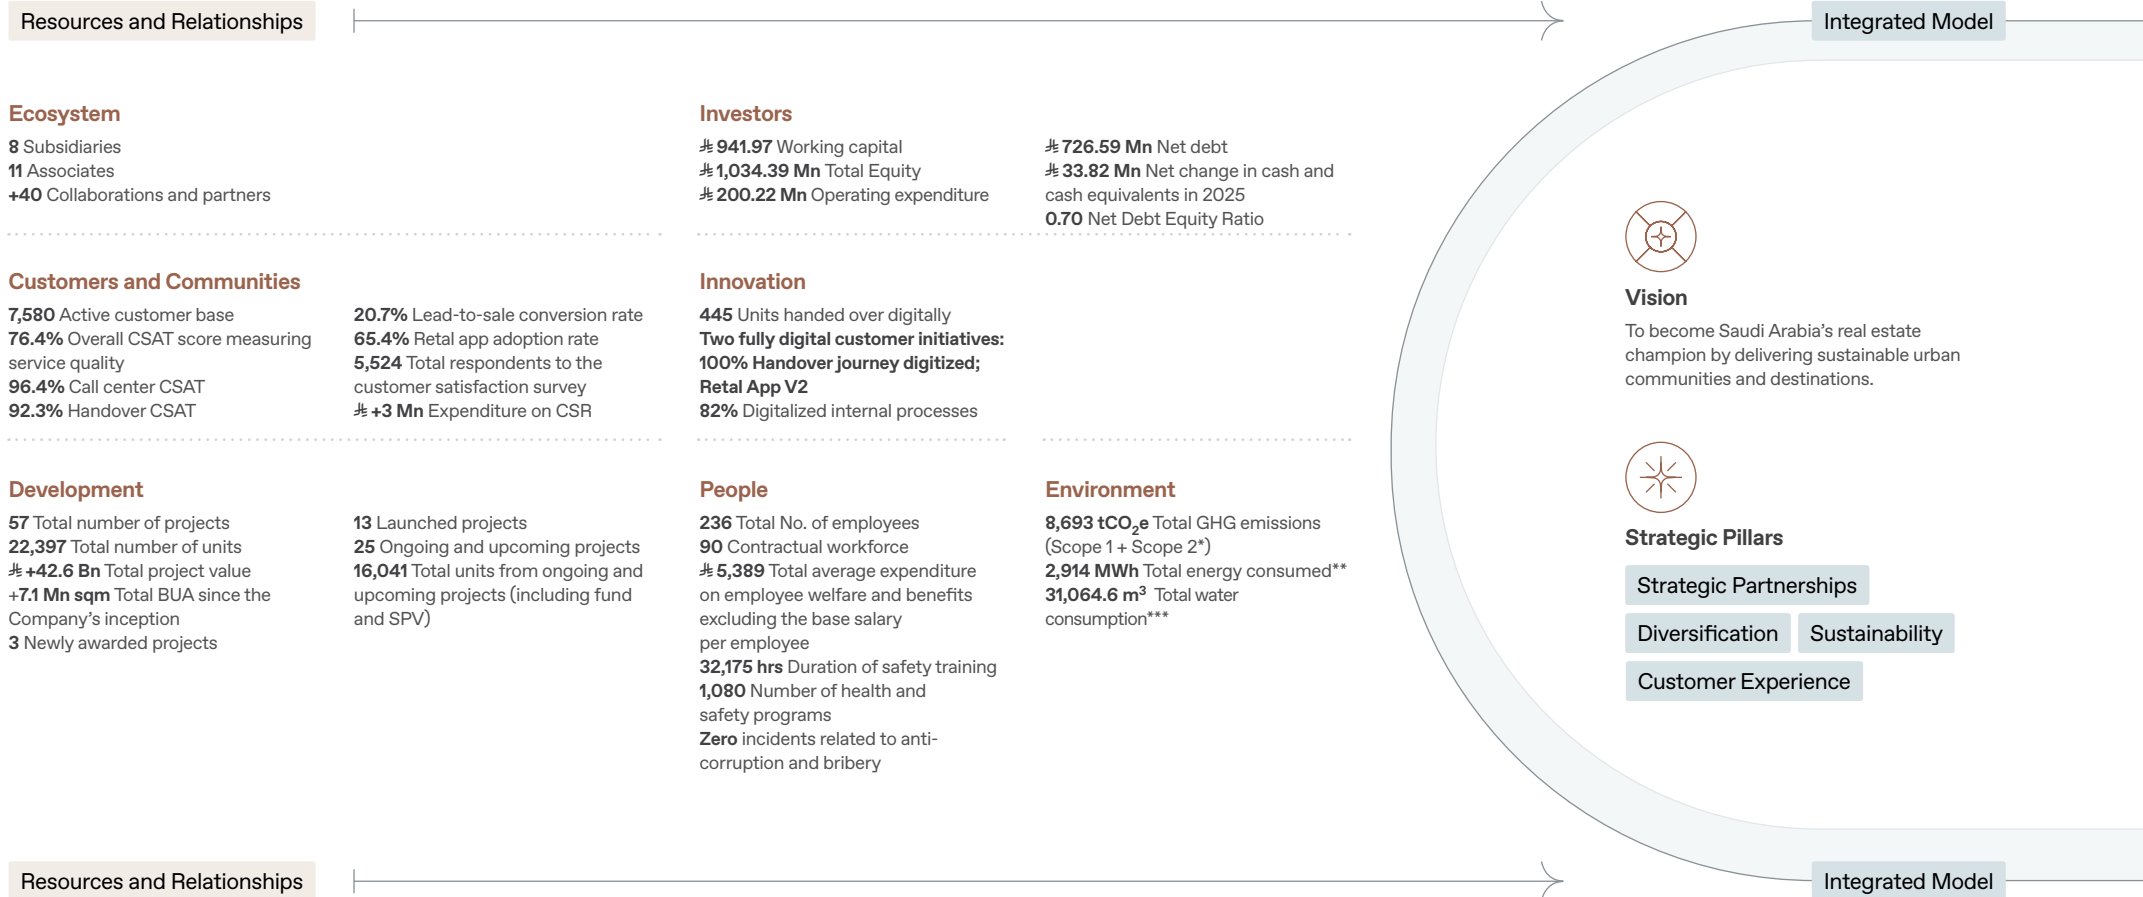 Resources and Relationships
Integrated Model
Ecosystem
8 Subsidiaries
11 Associates
+40 Collaborations and partners
Investors
⃁ 941.97 Working capital
⃁ 1,034.39 Mn Total Equity
⃁ 200.22 Mn Operating expenditure
⃁ 726.59 Mn Net debt
⃁ 33.82 Mn Net change in cash and
cash equivalents in 2025
0.70 Net Debt Equity Ratio
Customers and Communities
7,580 Active customer base
76.4% Overall CSAT score measuring
service quality
96.4% Call center CSAT
92.3% Handover CSAT
20.7% Lead-to-sale conversion rate
65.4% Retal app adoption rate
5,524 Total respondents to the
customer satisfaction survey
⃁ +3 Mn Expenditure on CSR
Innovation
445 Units handed over digitally
Two fully digital customer initiatives:
100% Handover journey digitized;
Retal App V2
82% Digitalized internal processes
Development
57 Total number of projects
22,397 Total number of units
⃁ +42.6 Bn Total project value
+7.1 Mn sqm Total BUA since the
Company's inception
3 Newly awarded projects
13 Launched projects
25 Ongoing and upcoming projects
16,041 Total units from ongoing and
upcoming projects (including fund
and SPV)
People
236 Total No. of employees
90 Contractual workforce
⃁ 5,389 Total average expenditure
on employee welfare and benefits
excluding the base salary
per employee
32,175 hrs Duration of safety training
1,080 Number of health and
safety programs
Zero incidents related to anti-
corruption and bribery
Environment
8,693 tCO₂e Total GHG emissions
(Scope 1 + Scope 2*)
2,914 MWh Total energy consumed**
31,064.6 m³ Total water
consumption***
Vision
To become Saudi Arabia's real estate
champion by delivering sustainable urban
communities and destinations.
Strategic Pillars
Strategic Partnerships
Diversification Sustainability
Customer Experience
Resources and Relationships
Integrated Model